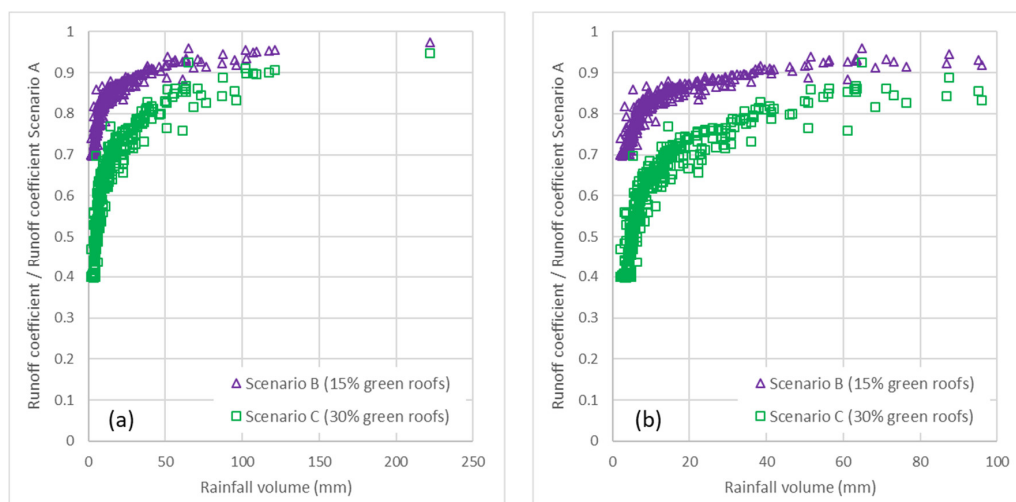 Runoff coefficient / Runoff coefficient Scenario A
1
0.9
0.8
0.7
0.6
0.5
0.4
0.3
0.2
0.1
0
Scenario B (15% green roofs)
Scenario C (30% green roofs)
(a)
0 50 100 150 200 250
Rainfall volume (mm)
Runoff coefficient / Runoff coefficient Scenario A
1
0.9
0.8
0.7
0.6
0.5
0.4
0.3
0.2
0.1
0
Scenario B (15% green roofs)
Scenario C (30% green roofs)
(b)
0 20 40 60 80 100
Rainfall volume (mm)